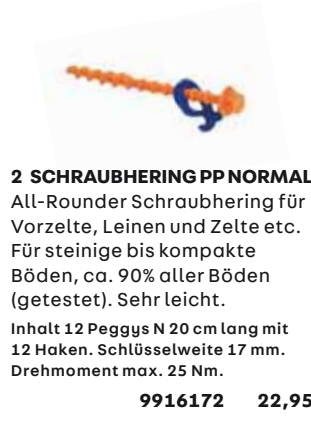 2 SCHRAUBHERING PP NORMAL
All-Rounder Schraubhering für
Vorzelte, Leinen und Zelte etc.
Für steinige bis kompakte
Böden, ca. 90% aller Böden
(getestet). Sehr leicht.
Inhalt 12 Peggys N 20 cm lang mit
12 Haken. Schlüsselweite 17 mm.
Drehmoment max. 25 Nm.
9916172 22,95